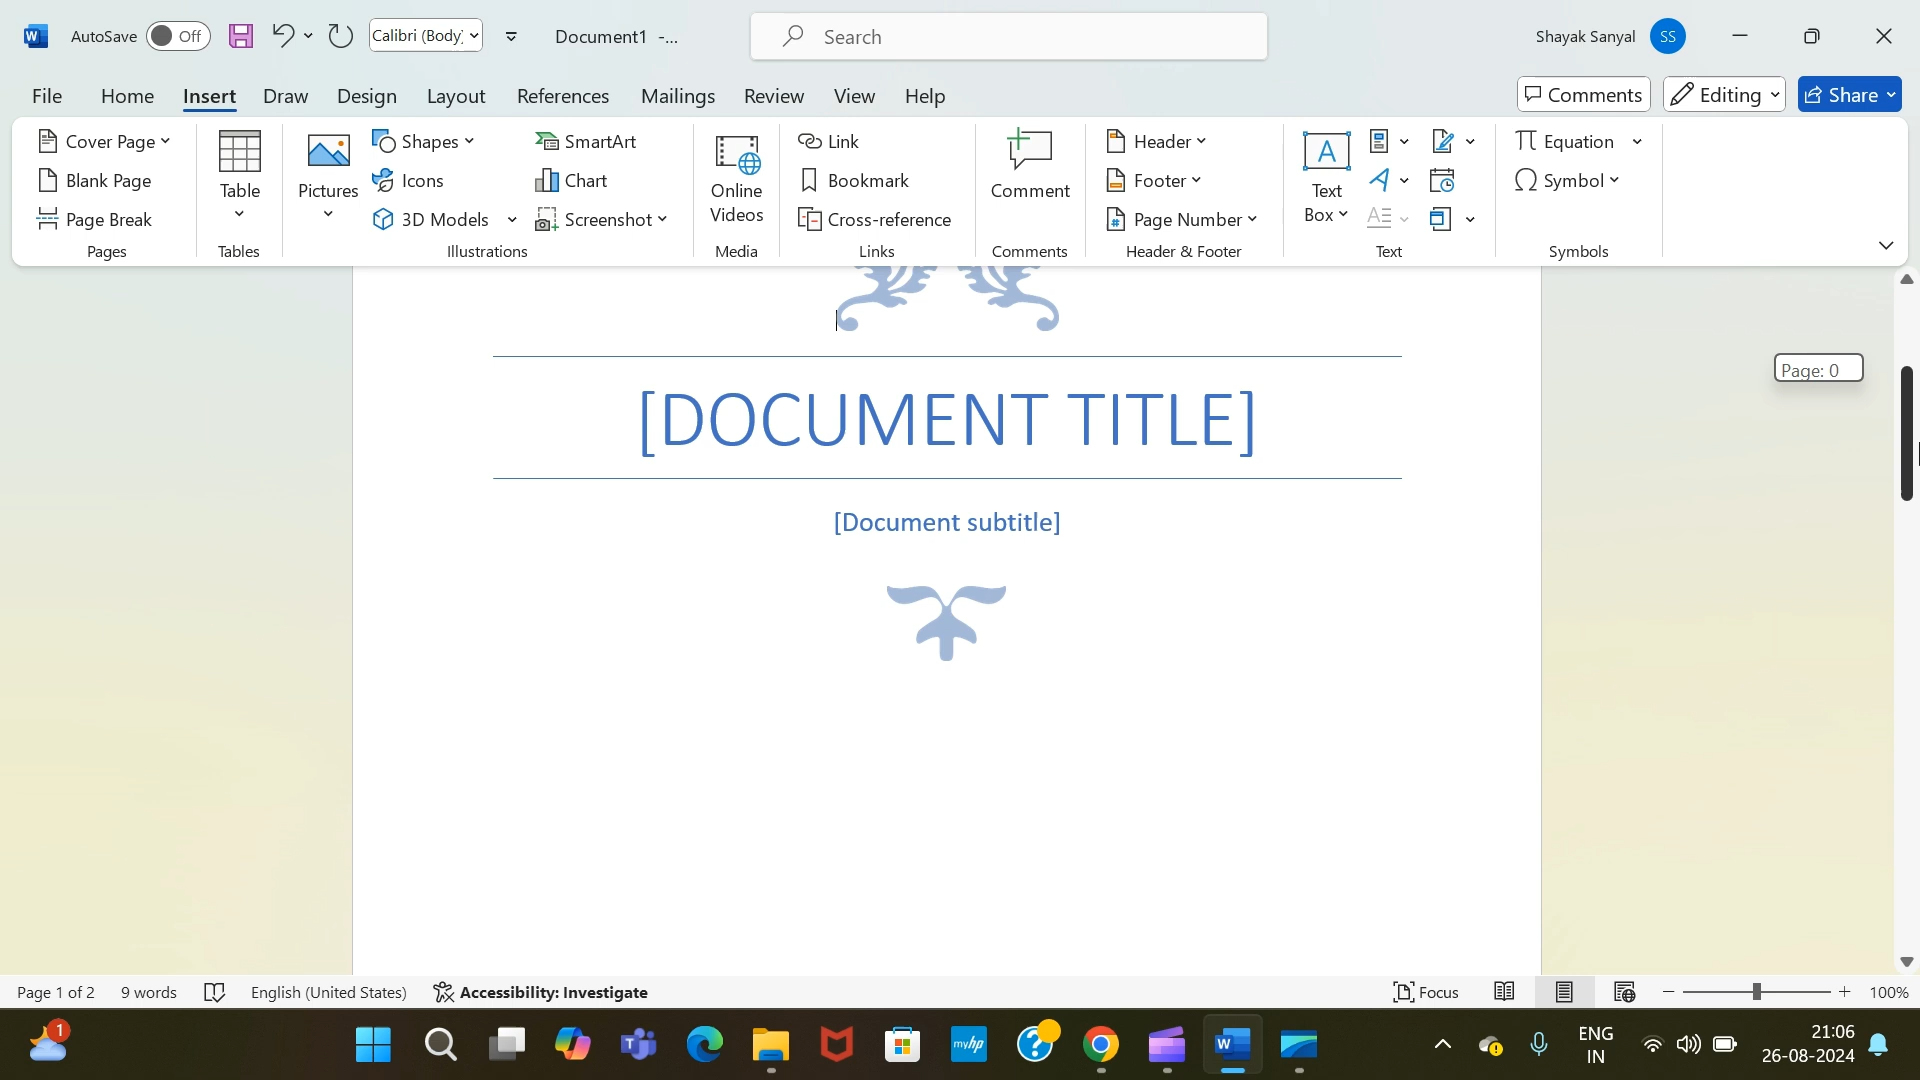 AutoSave Off Calibri (Body) Document1 -... Search Shayak Sanyal SS
File Home Insert Draw Design Layout References Mailings Review View Help Comments Editing Share
Cover Page
Blank Page
Page Break
Pages
Table
Tables
Pictures
Shapes
Icons
3D Models
SmartArt
Chart
Screenshot
Illustrations
Online
Videos
Media
Link
Bookmark
Cross-reference
Links
Comment
Comments
Header
Footer
Page Number
Header & Footer
Text
Box
Text
Equation
Symbol
Symbols
Page: 0
[DOCUMENT TITLE]
[Document subtitle]
Page 1 of 2 9 words English (United States) Accessibility: Investigate Focus 100%
1 myhp ENG
IN
21:06
26-08-2024